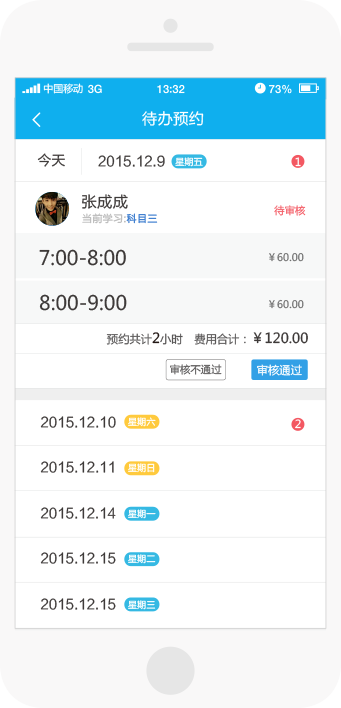 中国移动 3G 13:32 73%
待办预约
今天 2015.12.9 星期五 1
张成成
当前学习:科目三 待审核
7:00-8:00 ¥60.00
8:00-9:00 ¥60.00
预约共计2小时 费用合计：¥120.00
审核不通过 审核通过
2015.12.10 星期六 2
2015.12.11 星期日
2015.12.14 星期一
2015.12.15 星期二
2015.12.15 星期三